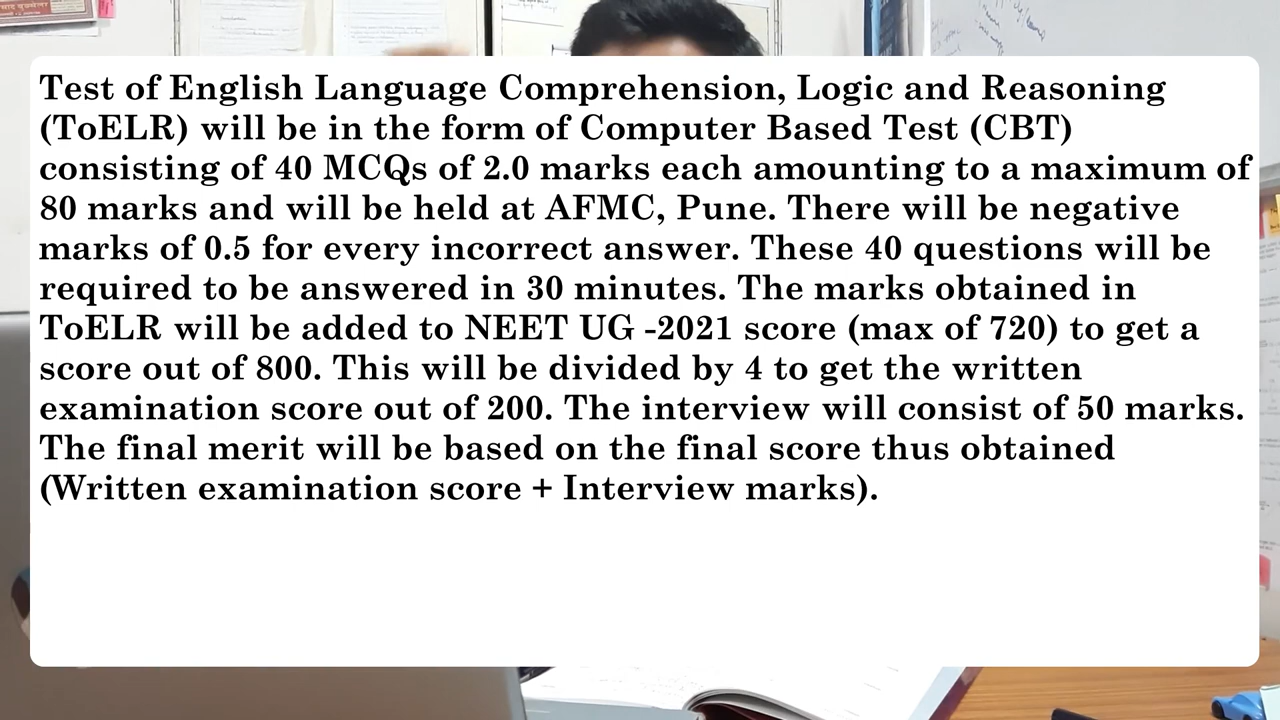 Test of English Language Comprehension, Logic and Reasoning
(ToELR) will be in the form of Computer Based Test (CBT)
consisting of 40 MCQs of 2.0 marks each amounting to a maximum of
80 marks and will be held at AFMC, Pune. There will be negative
marks of 0.5 for every incorrect answer. These 40 questions will be
required to be answered in 30 minutes. The marks obtained in
ToELR will be added to NEET UG -2021 score (max of 720) to get a
score out of 800. This will be divided by 4 to get the written
examination score out of 200. The interview will consist of 50 marks.
The final merit will be based on the final score thus obtained
(Written examination score + Interview marks).